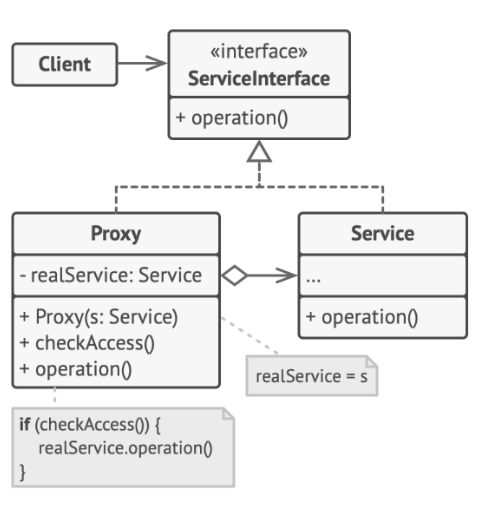 Client
«interface»
ServiceInterface
+ operation()
Proxy
- realService: Service
+ Proxy(s: Service)
+ checkAccess()
+ operation()
Service
...
+ operation()
realService = s
if (checkAccess()) {
realService.operation()
}